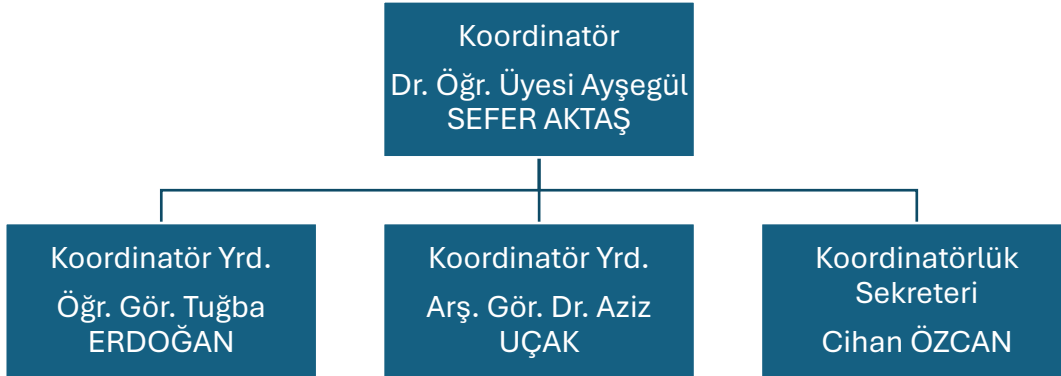 Koordinatör
Dr. Öğr. Üyesi Ayşegül
SEFER AKTAŞ
Koordinatör Yrd.
Öğr. Gör. Tuğba
ERDOĞAN
Koordinatör Yrd.
Arş. Gör. Dr. Aziz
UÇAK
Koordinatörlük
Sekreteri
Cihan ÖZCAN